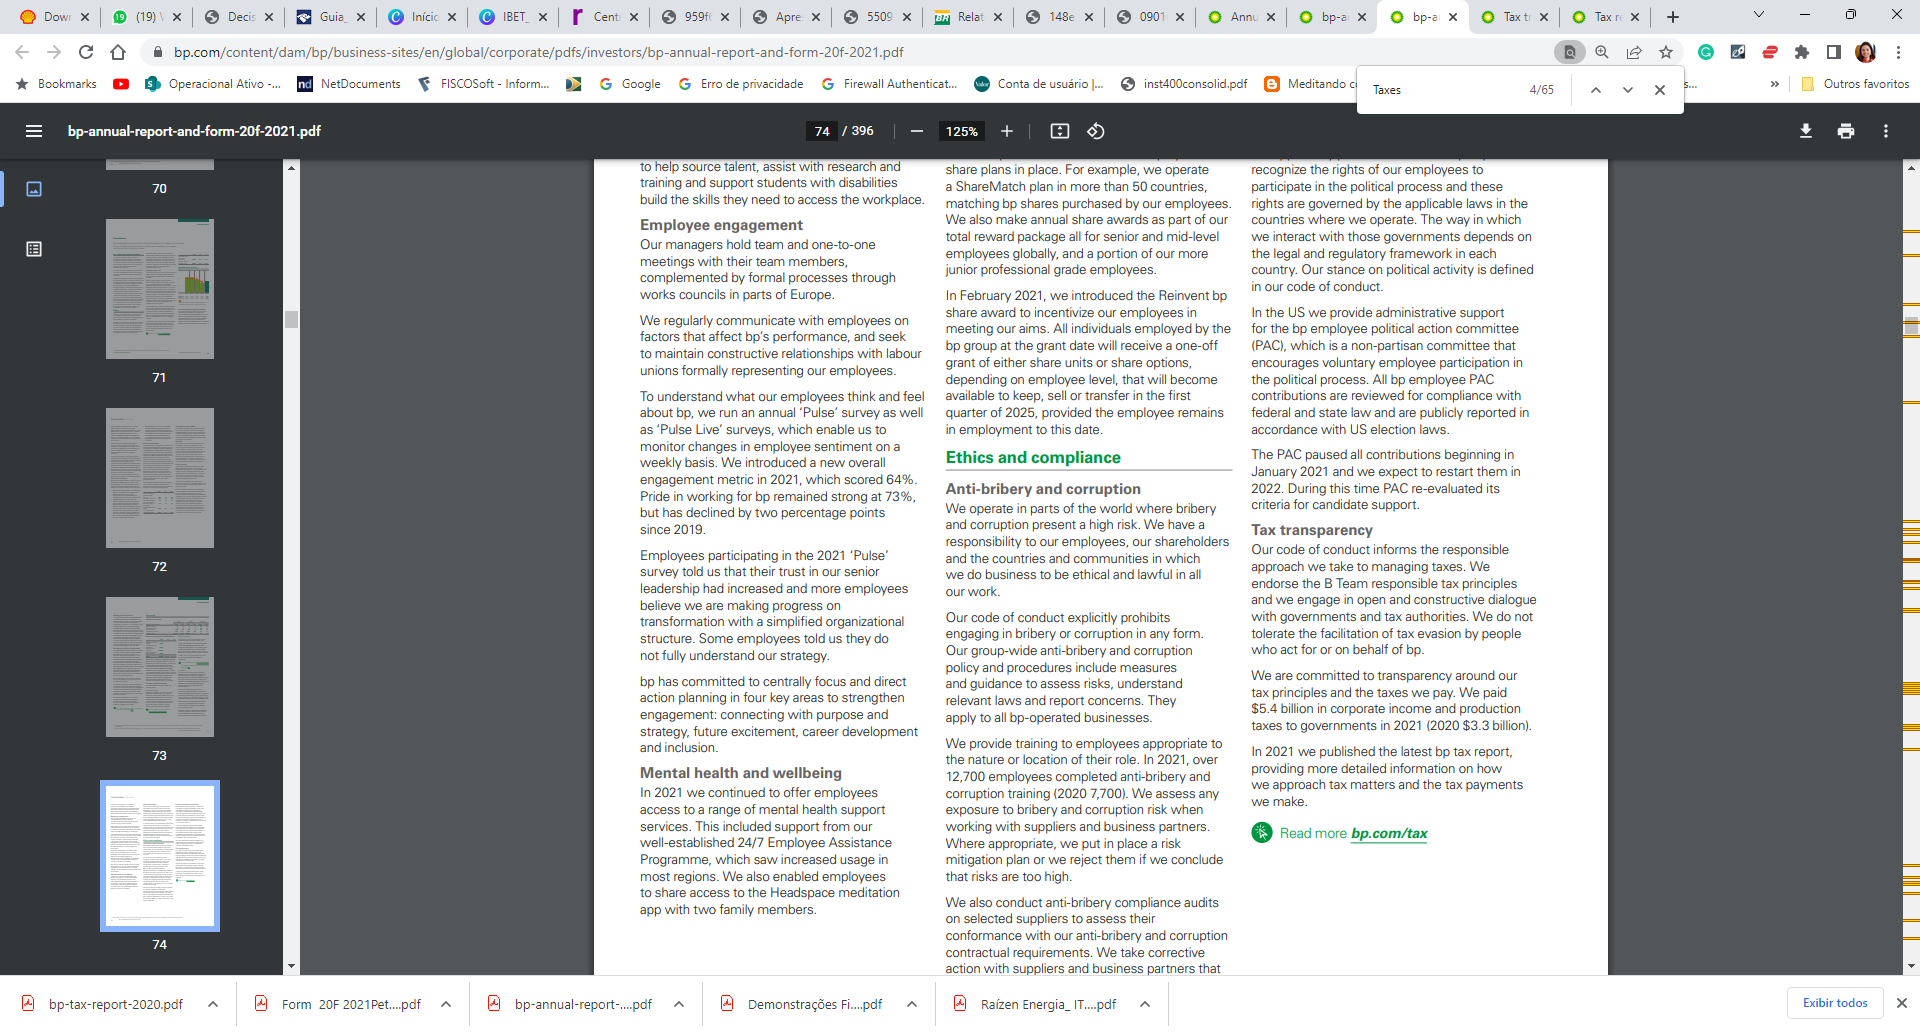 Dow
(19)
Decis
Guia_
Início
IBET_
Cent
959f6
Apre:
5509
Relat
148e
0901
Annu
bp-a
bp-a
Tax t
Tax r
bp.com/content/dam/bp/business-sites/en/global/corporate/pdfs/investors/bp-annual-report-and-form-20f-2021.pdf
Bookmarks
Operacional Ativo -...
NetDocuments
FISCOSoft - Inform...
Google
Erro de privacidade
Firewall Authenticat...
Conta de usuário |...
inst400consolid.pdf
Meditando c
s...
»
Outros favoritos
Taxes 4/65
bp-annual-report-and-form-20f-2021.pdf
74 / 396
125%
70
71
72
73
74
to help source talent, assist with research and
training and support students with disabilities
build the skills they need to access the workplace.
Employee engagement
Our managers hold team and one-to-one
meetings with their team members,
complemented by formal processes through
works councils in parts of Europe.
We regularly communicate with employees on
factors that affect bp's performance, and seek
to maintain constructive relationships with labour
unions formally representing our employees.
To understand what our employees think and feel
about bp, we run an annual ‘Pulse’ survey as well
as ‘Pulse Live’ surveys, which enable us to
monitor changes in employee sentiment on a
weekly basis. We introduced a new overall
engagement metric in 2021, which scored 64%.
Pride in working for bp remained strong at 73%,
but has declined by two percentage points
since 2019.
Employees participating in the 2021 ‘Pulse’
survey told us that their trust in our senior
leadership had increased and more employees
believe we are making progress on
transformation with a simplified organizational
structure. Some employees told us they do
not fully understand our strategy.
bp has committed to centrally focus and direct
action planning in four key areas to strengthen
engagement: connecting with purpose and
strategy, future excitement, career development
and inclusion.
Mental health and wellbeing
In 2021 we continued to offer employees
access to a range of mental health support
services. This included support from our
well-established 24/7 Employee Assistance
Programme, which saw increased usage in
most regions. We also enabled employees
to share access to the Headspace meditation
app with two family members.
share plans in place. For example, we operate
a ShareMatch plan in more than 50 countries,
matching bp shares purchased by our employees.
We also make annual share awards as part of our
total reward package all for senior and mid-level
employees globally, and a portion of our more
junior professional grade employees.
In February 2021, we introduced the Reinvent bp
share award to incentivize our employees in
meeting our aims. All individuals employed by the
bp group at the grant date will receive a one-off
grant of either share units or share options,
depending on employee level, that will become
available to keep, sell or transfer in the first
quarter of 2025, provided the employee remains
in employment to this date.
Ethics and compliance
Anti-bribery and corruption
We operate in parts of the world where bribery
and corruption present a high risk. We have a
responsibility to our employees, our shareholders
and the countries and communities in which
we do business to be ethical and lawful in all
our work.
Our code of conduct explicitly prohibits
engaging in bribery or corruption in any form.
Our group-wide anti-bribery and corruption
policy and procedures include measures
and guidance to assess risks, understand
relevant laws and report concerns. They
apply to all bp-operated businesses.
We provide training to employees appropriate to
the nature or location of their role. In 2021, over
12,700 employees completed anti-bribery and
corruption training (2020 7,700). We assess any
exposure to bribery and corruption risk when
working with suppliers and business partners.
Where appropriate, we put in place a risk
mitigation plan or we reject them if we conclude
that risks are too high.
We also conduct anti-bribery compliance audits
on selected suppliers to assess their
conformance with our anti-bribery and corruption
contractual requirements. We take corrective
action with suppliers and business partners that
recognize the rights of our employees to
participate in the political process and these
rights are governed by the applicable laws in the
countries where we operate. The way in which
we interact with those governments depends on
the legal and regulatory framework in each
country. Our stance on political activity is defined
in our code of conduct.
In the US we provide administrative support
for the bp employee political action committee
(PAC), which is a non-partisan committee that
encourages voluntary employee participation in
the political process. All bp employee PAC
contributions are reviewed for compliance with
federal and state law and are publicly reported in
accordance with US election laws.
The PAC paused all contributions beginning in
January 2021 and we expect to restart them in
2022. During this time PAC re-evaluated its
criteria for candidate support.
Tax transparency
Our code of conduct informs the responsible
approach we take to managing taxes. We
endorse the B Team responsible tax principles
and we engage in open and constructive dialogue
with governments and tax authorities. We do not
tolerate the facilitation of tax evasion by people
who act for or on behalf of bp.
We are committed to transparency around our
tax principles and the taxes we pay. We paid
$5.4 billion in corporate income and production
taxes to governments in 2021 (2020 $3.3 billion).
In 2021 we published the latest bp tax report,
providing more detailed information on how
we approach tax matters and the tax payments
we make.
Read more bp.com/tax
bp-tax-report-2020.pdf
Form 20F 2021Pet....pdf
bp-annual-report-....pdf
Demonstrações Fi....pdf
Raízen Energia_ IT....pdf
Exibir todos